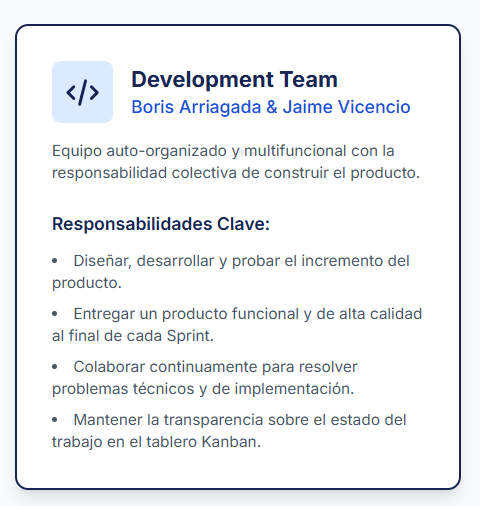 Development Team
Boris Arriagada & Jaime Vicencio
Equipo auto-organizado y multifuncional con la
responsabilidad colectiva de construir el producto.
Responsabilidades Clave:
• Diseñar, desarrollar y probar el incremento del
producto.
• Entregar un producto funcional y de alta calidad
al final de cada Sprint.
• Colaborar continuamente para resolver
problemas técnicos y de implementación.
• Mantener la transparencia sobre el estado del
trabajo en el tablero Kanban.